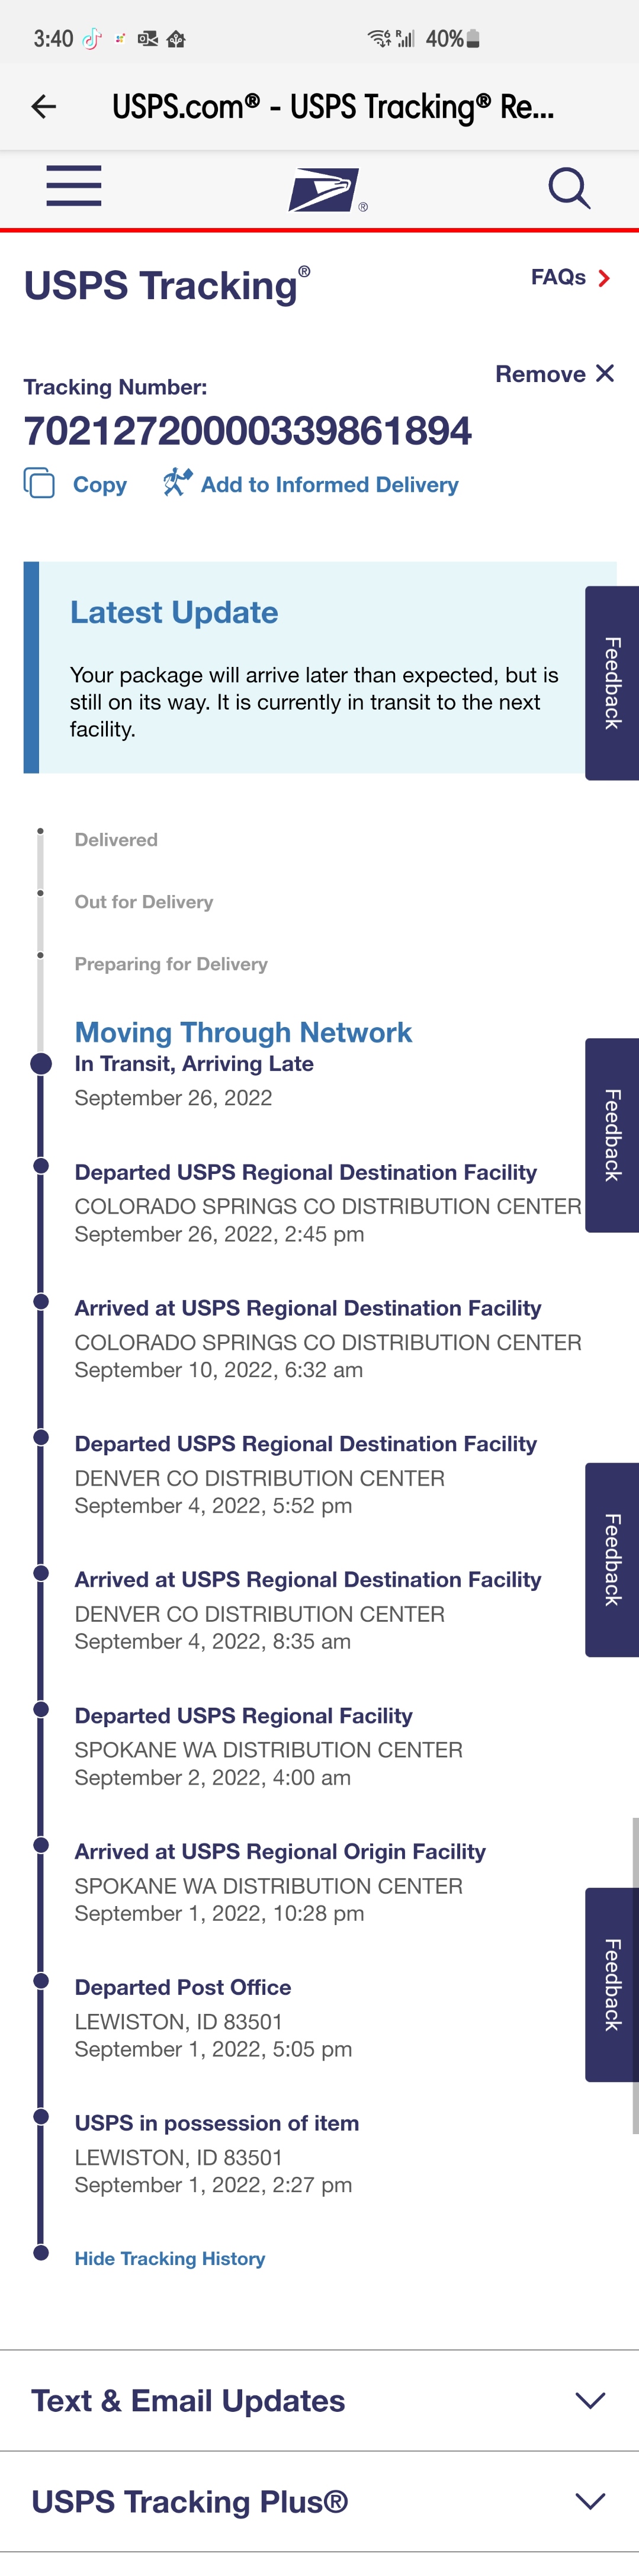 3:40
40%
USPS.com® - USPS Tracking® Re...
®
USPS Tracking®
FAQs
Remove
Tracking Number:
70212720000339861894
Copy Add to Informed Delivery
Latest Update
Your package will arrive later than expected, but is
still on its way. It is currently in transit to the next
facility.
Feedback
Delivered
Out for Delivery
Preparing for Delivery
Moving Through Network
In Transit, Arriving Late
September 26, 2022
Feedback
Departed USPS Regional Destination Facility
COLORADO SPRINGS CO DISTRIBUTION CENTER
September 26, 2022, 2:45 pm
Arrived at USPS Regional Destination Facility
COLORADO SPRINGS CO DISTRIBUTION CENTER
September 10, 2022, 6:32 am
Departed USPS Regional Destination Facility
DENVER CO DISTRIBUTION CENTER
September 4, 2022, 5:52 pm
Feedback
Arrived at USPS Regional Destination Facility
DENVER CO DISTRIBUTION CENTER
September 4, 2022, 8:35 am
Departed USPS Regional Facility
SPOKANE WA DISTRIBUTION CENTER
September 2, 2022, 4:00 am
Arrived at USPS Regional Origin Facility
SPOKANE WA DISTRIBUTION CENTER
September 1, 2022, 10:28 pm
Feedback
Departed Post Office
LEWISTON, ID 83501
September 1, 2022, 5:05 pm
USPS in possession of item
LEWISTON, ID 83501
September 1, 2022, 2:27 pm
Hide Tracking History
Text & Email Updates
USPS Tracking Plus®